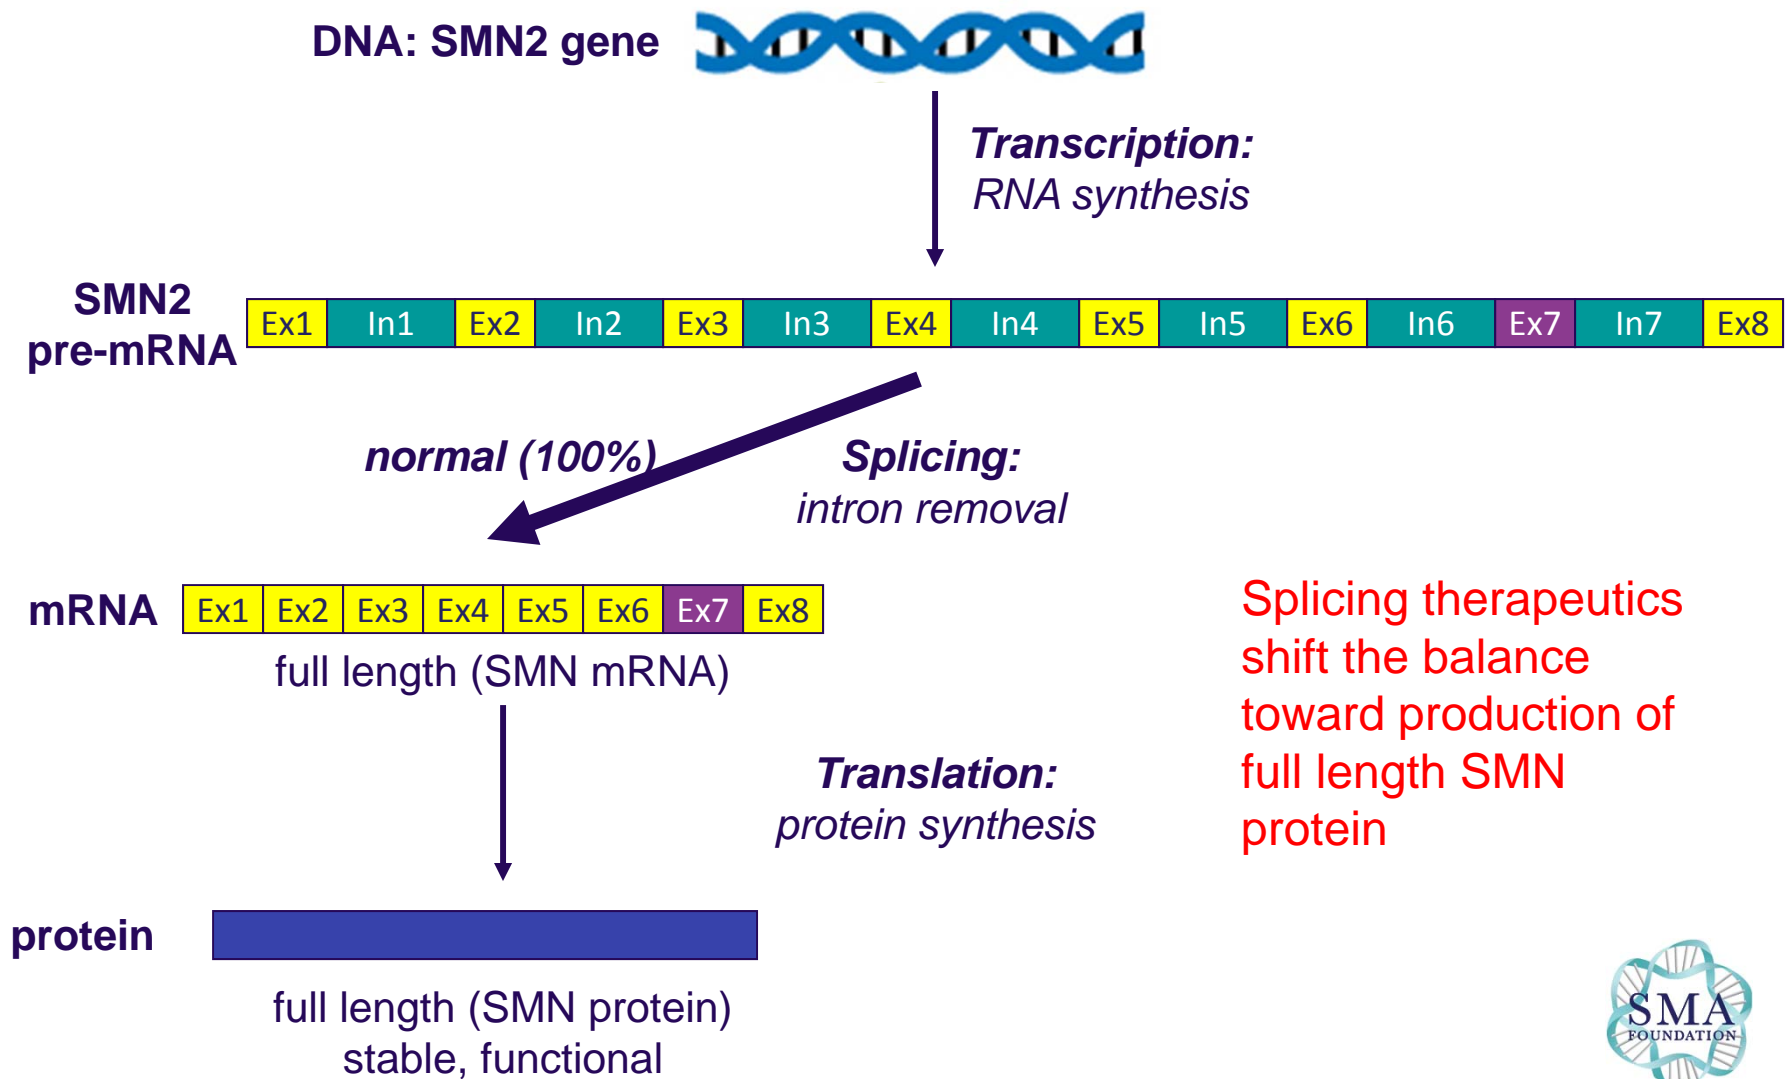 DNA: SMN2 gene
Transcription:
RNA synthesis
SMN2
pre-mRNA
Ex1 In1 Ex2 In2 Ex3 In3 Ex4 In4 Ex5 In5 Ex6 In6 Ex7 In7 Ex8
normal (100%)
Splicing:
intron removal
mRNA
Ex1 Ex2 Ex3 Ex4 Ex5 Ex6 Ex7 Ex8
full length (SMN mRNA)
Splicing therapeutics
shift the balance
toward production of
full length SMN
protein
Translation:
protein synthesis
protein
full length (SMN protein)
stable, functional
SMA
FOUNDATION